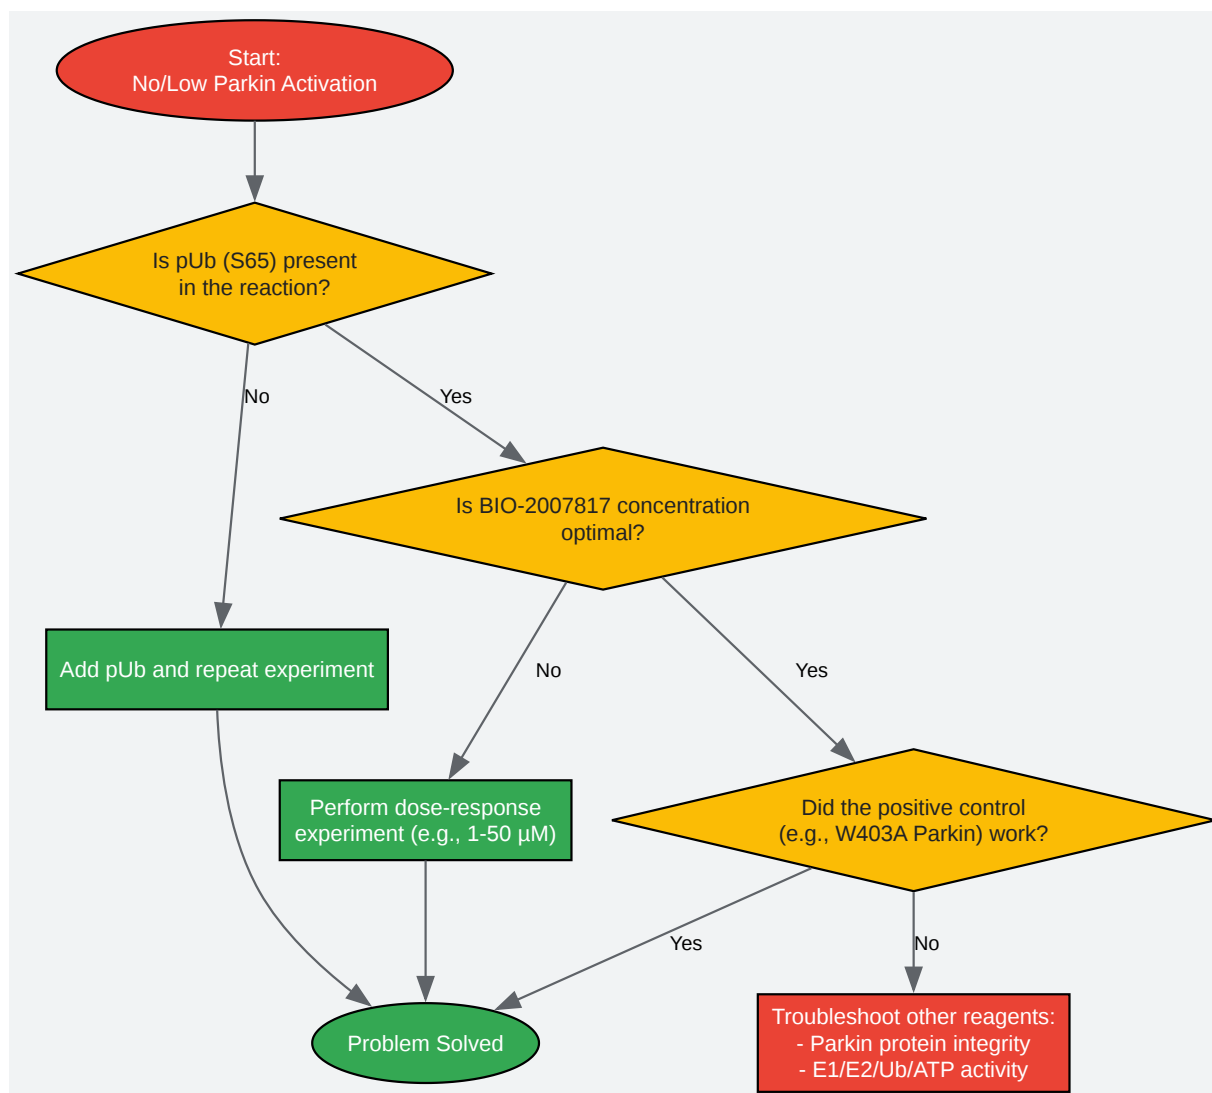 Start:
No/Low Parkin Activation
Is pUb (S65) present
in the reaction?
No
Yes
Is BIO-2007817 concentration
optimal?
Add pUb and repeat experiment
No
Yes
Perform dose-response
experiment (e.g., 1-50 µM)
Did the positive control
(e.g., W403A Parkin) work?
Yes
No
Problem Solved
Troubleshoot other reagents:
- Parkin protein integrity
- E1/E2/Ub/ATP activity